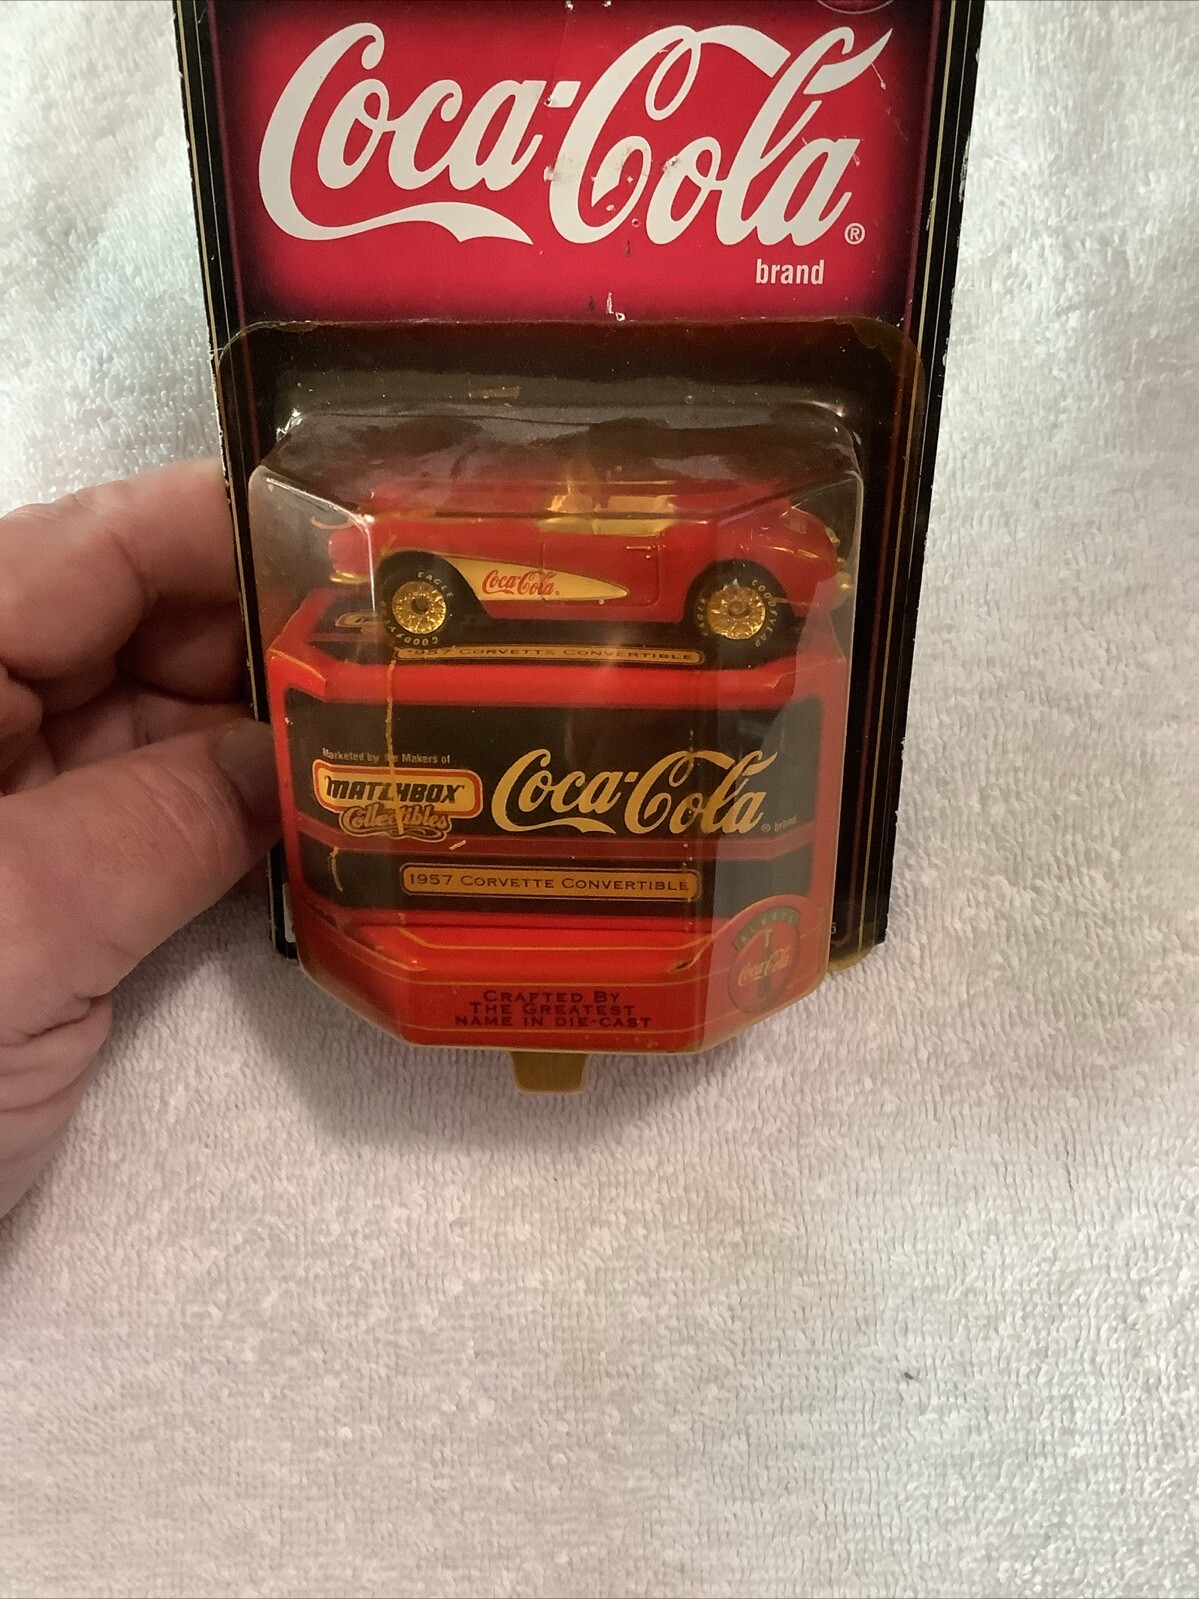 Coca-Cola®
brand
Coca-Cola®
EAGLE
GOODYEAR
1957 CORVETTE CONVERTIBLE
Marketed by the Makers of
MATCHBOX
Collectibles
Coca-Cola
® brand
1957 CORVETTE CONVERTIBLE
ALWAYS
Coca-Cola
CRAFTED BY
THE GREATEST
NAME IN DIE-CAST